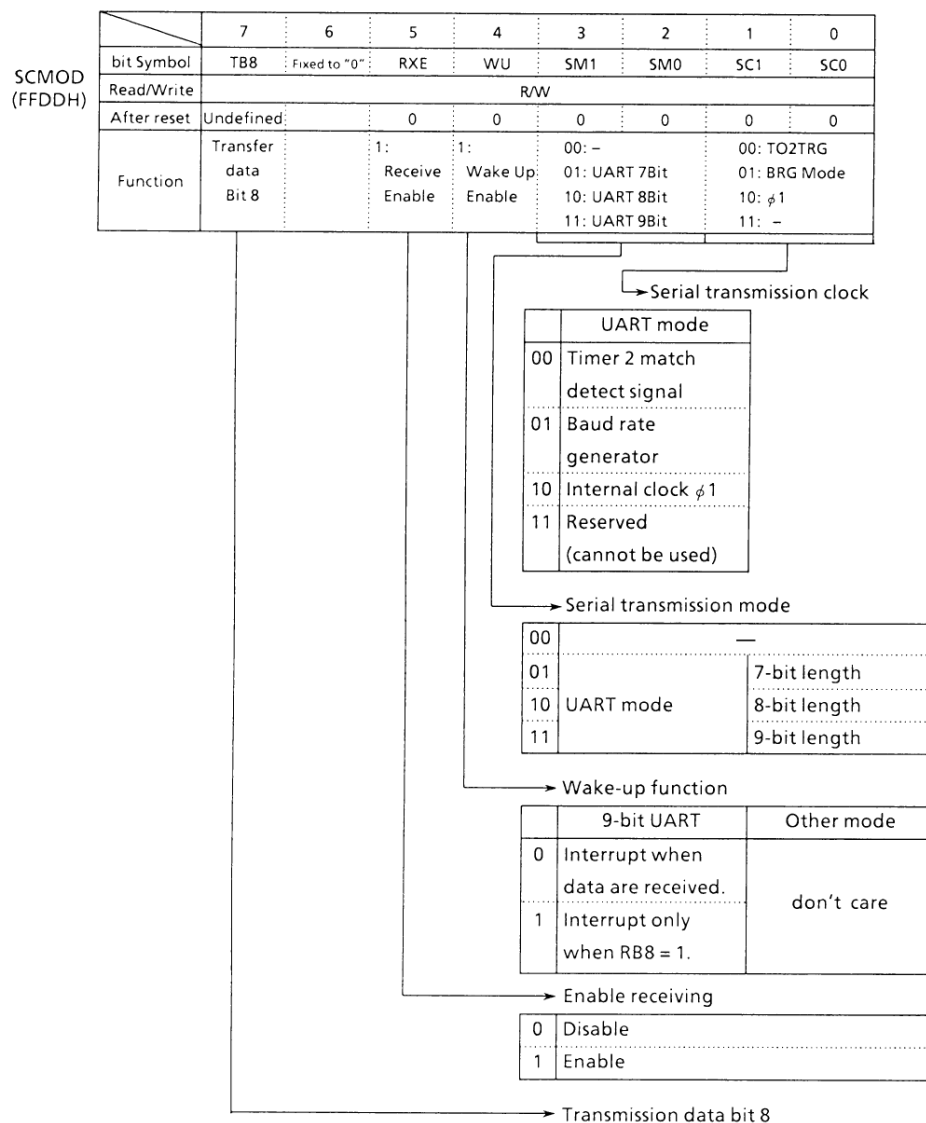 7 6 5 4 3 2 1 0
bit Symbol TB8 Fixed to "0" RXE WU SM1 SM0 SC1 SC0
SCMOD
(FFDDH)
Read/Write R/W
After reset Undefined 0 0 0 0 0 0
Function
Transfer
data
Bit 8
1:
Receive
Enable
1:
Wake Up
Enable
00: –
01: UART 7Bit
10: UART 8Bit
11: UART 9Bit
00: TO2TRG
01: BRG Mode
10: ϕ1
11: –
Serial transmission clock
UART mode
00 Timer 2 match
detect signal
01 Baud rate
generator
10 Internal clock ϕ1
11 Reserved
(cannot be used)
Serial transmission mode
00 —
01 7-bit length
10 UART mode 8-bit length
11 9-bit length
Wake-up function
9-bit UART Other mode
0 Interrupt when
data are received.
don't care
1 Interrupt only
when RB8 = 1.
Enable receiving
0 Disable
1 Enable
Transmission data bit 8